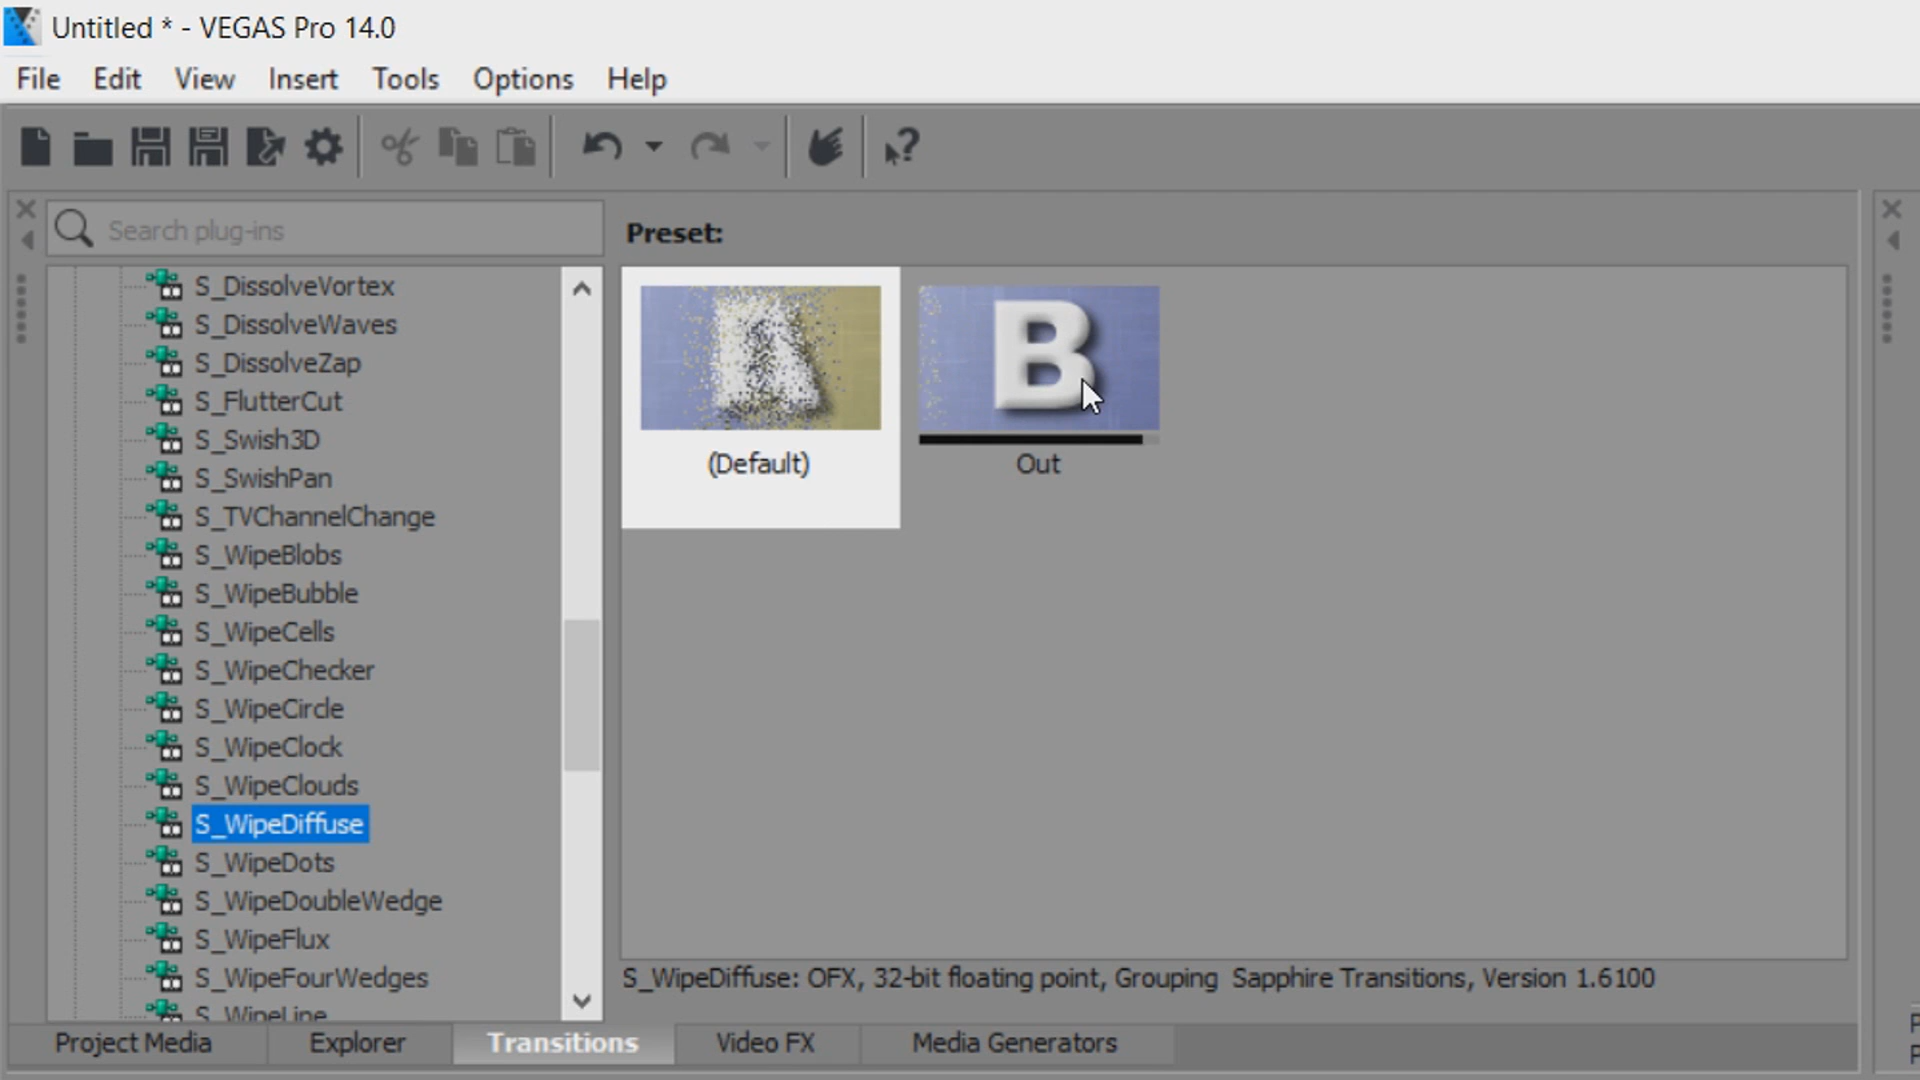 Untitled * - VEGAS Pro 14.0
File Edit View Insert Tools Options Help
Search plug-ins
Preset:
S_DissolveVortex
S_DissolveWaves
S_DissolveZap
S_FlutterCut
S_Swish3D
S_SwishPan
S_TVChannelChange
S_WipeBlobs
S_WipeBubble
S_WipeCells
S_WipeChecker
S_WipeCircle
S_WipeClock
S_WipeClouds
S_WipeDiffuse
S_WipeDots
S_WipeDoubleWedge
S_WipeFlux
S_WipeFourWedges
S_WipeLine
B
(Default) Out
S_WipeDiffuse: OFX, 32-bit floating point, Grouping Sapphire Transitions, Version 1.6100
Project Media Explorer Transitions Video FX Media Generators